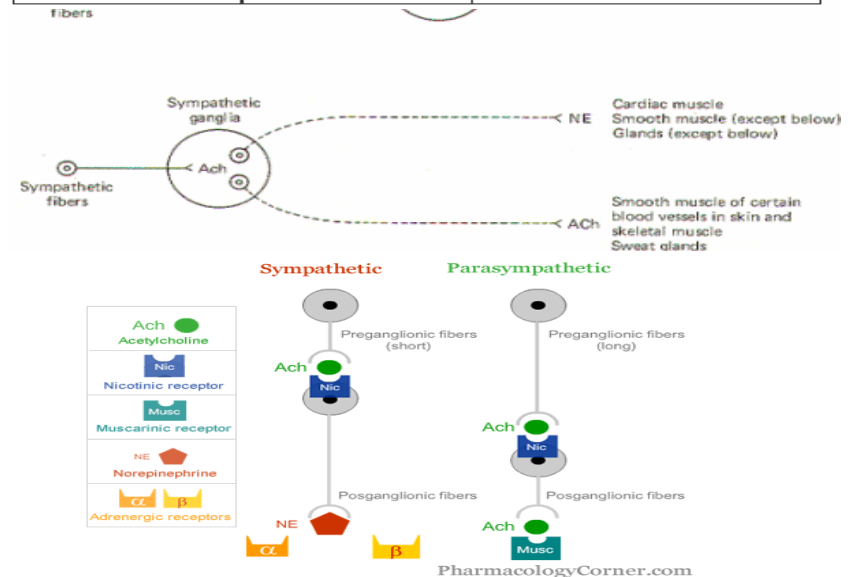 fibers
Sympathetic
ganglia
NE
Cardiac muscle
Smooth muscle (except below)
Glands (except below)
Ach
Sympathetic
fibers
ACh
Smooth muscle of certain
blood vessels in skin and
skeletal muscle
Sweat glands
Sympathetic
Parasympathetic
Ach
Acetylcholine
Nic
Nicotinic receptor
Musc
Muscarinic receptor
NE
Norepinephrine
α β
Adrenergic receptors
Preganglionic fibers
(short)
Ach
Nic
Posganglionic fibers
NE
α
β
Preganglionic fibers
(long)
Ach
Nic
Posganglionic fibers
Ach
Musc
PharmacologyCorner.com